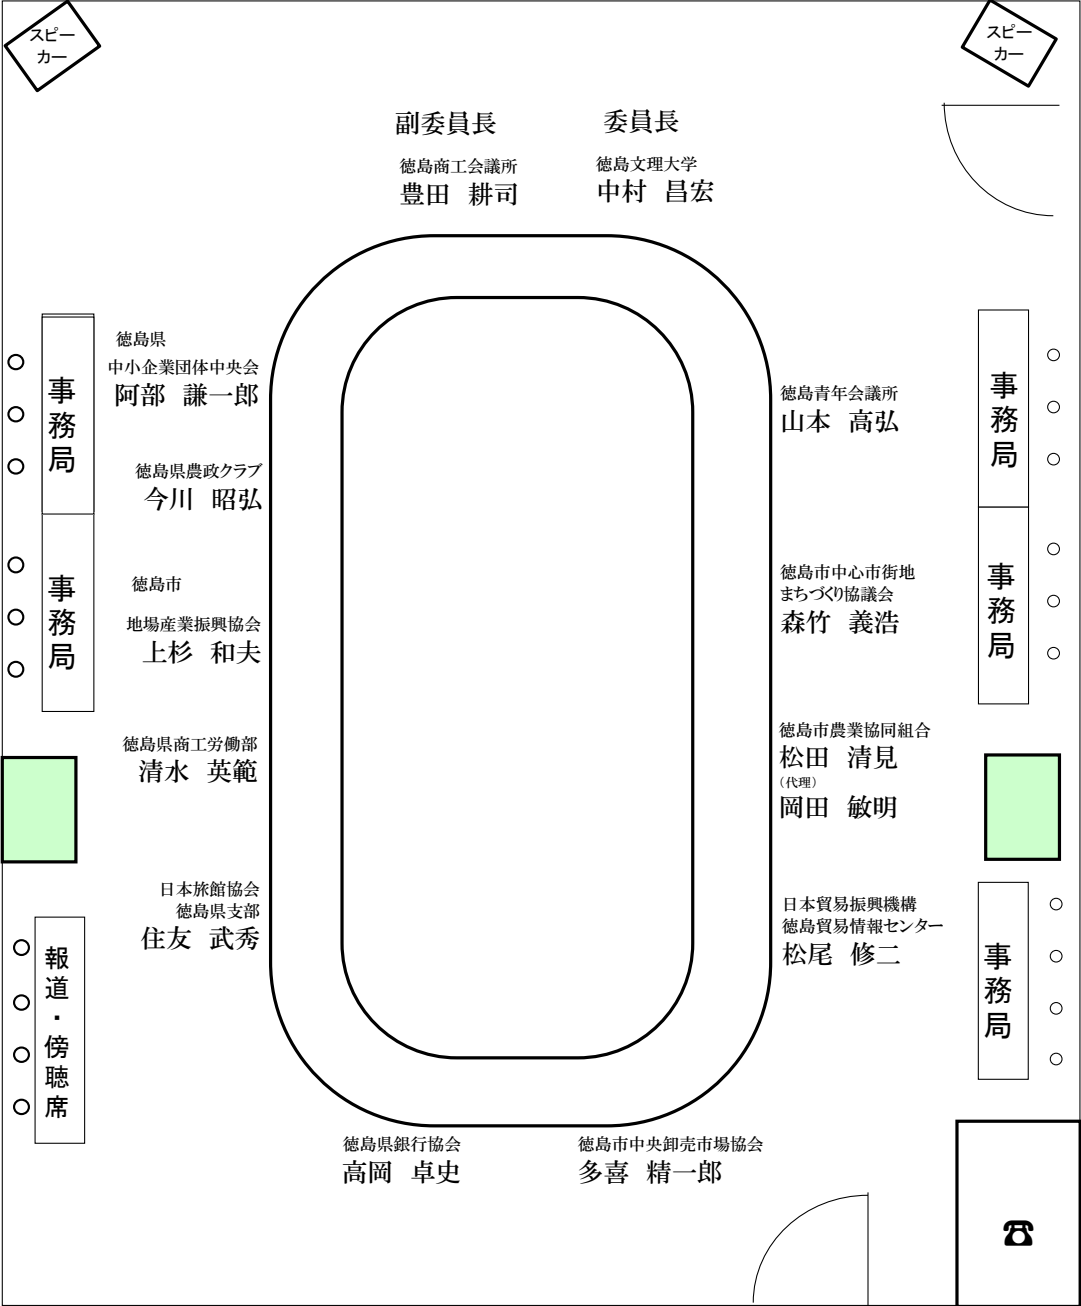 スピー
カー
スピー
カー
副委員長
委員長
徳島商工会議所
豊田　耕司
徳島文理大学
中村　昌宏
事務局
徳島県
中小企業団体中央会
阿部　謙一郎
徳島県農政クラブ
今川　昭弘
事務局
徳島市
地場産業振興協会
上杉　和夫
徳島県商工労働部
清水　英範
日本旅館協会
徳島県支部
住友　武秀
報道・傍聴席
徳島青年会議所
山本　高弘
事務局
徳島市中心市街地
まちづくり協議会
森竹　義浩
事務局
徳島市農業協同組合
松田　清見
（代理）
岡田　敏明
日本貿易振興機構
徳島貿易情報センター
松尾　修二
事務局
徳島県銀行協会
高岡　卓史
徳島市中央卸売市場協会
多喜　精一郎